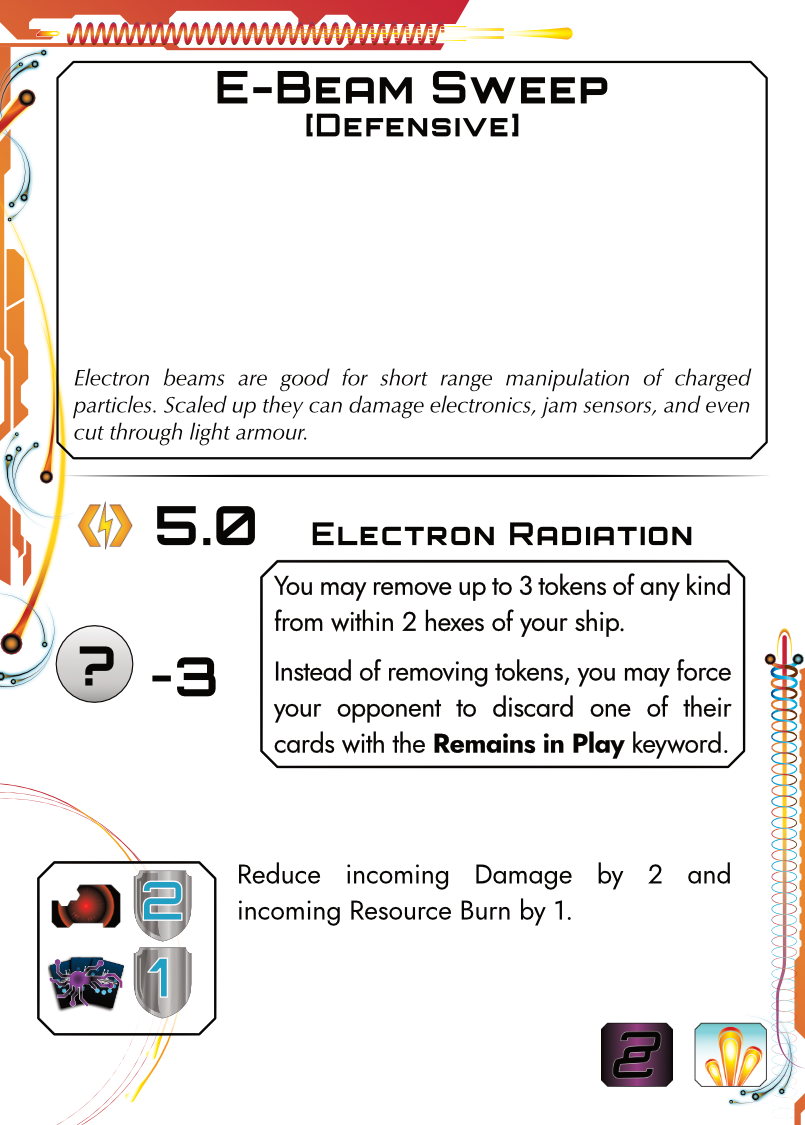 E-Beam Sweep
[Defensive]
Electron beams are good for short range manipulation of charged
particles. Scaled up they can damage electronics, jam sensors, and even
cut through light armour.
5.0
Electron Radiation
You may remove up to 3 tokens of any kind
from within 2 hexes of your ship.
? -3
Instead of removing tokens, you may force
your opponent to discard one of their
cards with the Remains in Play keyword.
2
Reduce incoming Damage by 2 and
incoming Resource Burn by 1.
1
2